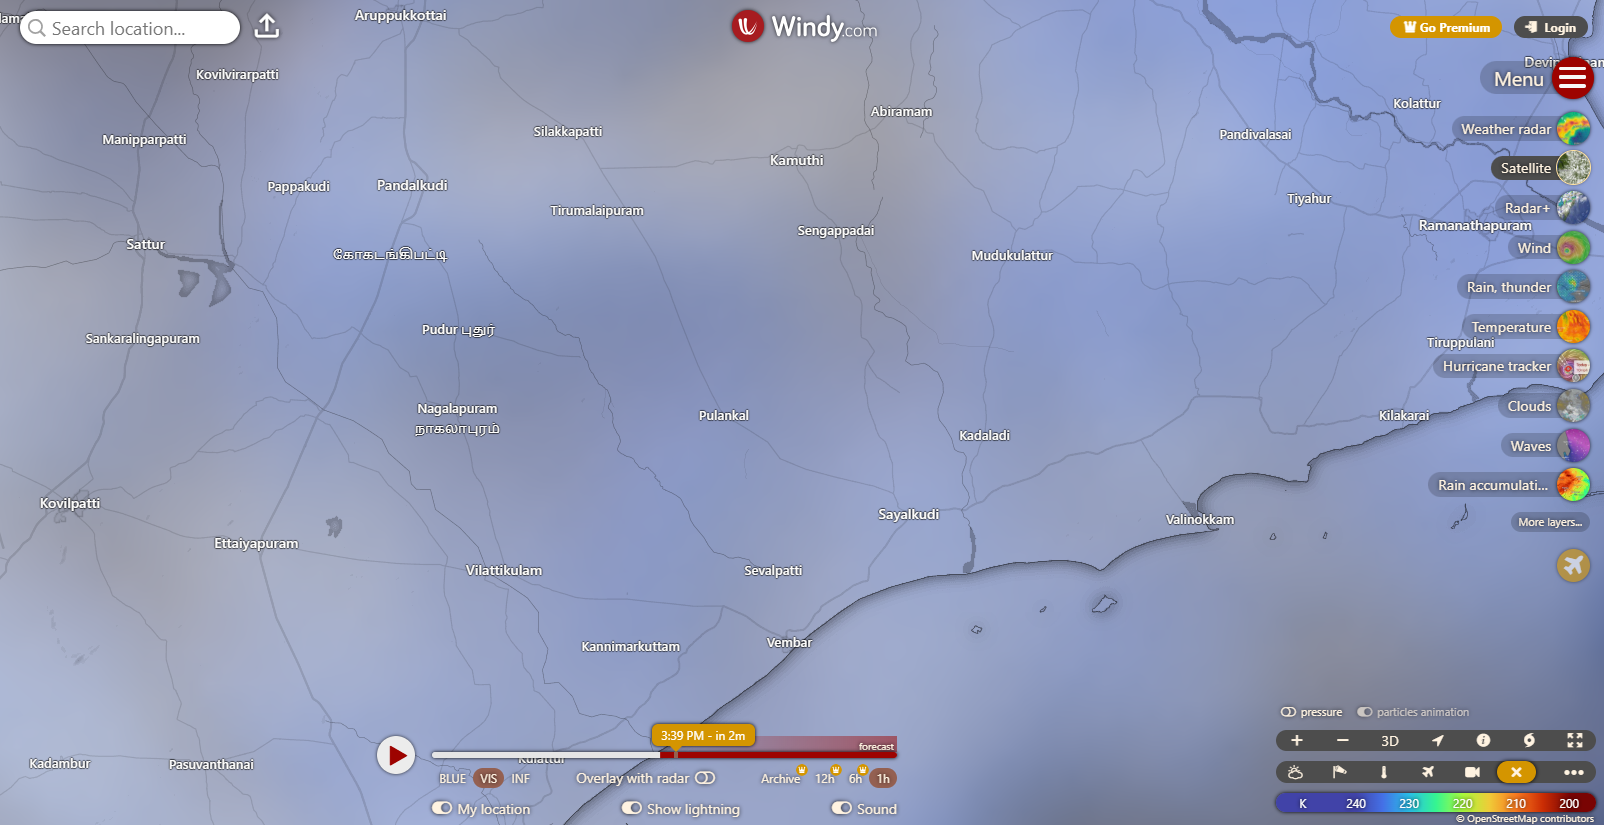 Search location...
Windy.com
Go Premium
Login
Menu
Weather radar
Satellite
Radar+
Wind
Rain, thunder
Temperature
Hurricane tracker
Clouds
Waves
Rain accumulati...
More layers...
Aruppukkottai
Kovilvirarpatti
Abiramam
Kolattur
Silakkapatti
Pandivalasai
Manipparpatti
Kamuthi
Pappakudi
Pandalkudi
Tiyahur
Tirumalaipuram
Ramanathapuram
Sengappadai
Sattur
கோகடங்கிபட்டி
Mudukulattur
Pudur புதுர்
Sankaralingapuram
Tiruppulani
Nagalapuram
நாகலாபுரம்
Pulankal
Kilakarai
Kadaladi
Kovilpatti
Sayalkudi
Valinokkam
Ettaiyapuram
Vilattikulam
Sevalpatti
Kannimarkuttam
Vembar
Kadambur
Pasuvanthanai
Kulattur
3:39 PM - in 2m
forecast
BLUE VIS INF
Overlay with radar
Archive 12h 6h 1h
My location
Show lightning
Sound
pressure
particles animation
+ − 3D
K 240 230 220 210 200
© OpenStreetMap contributors